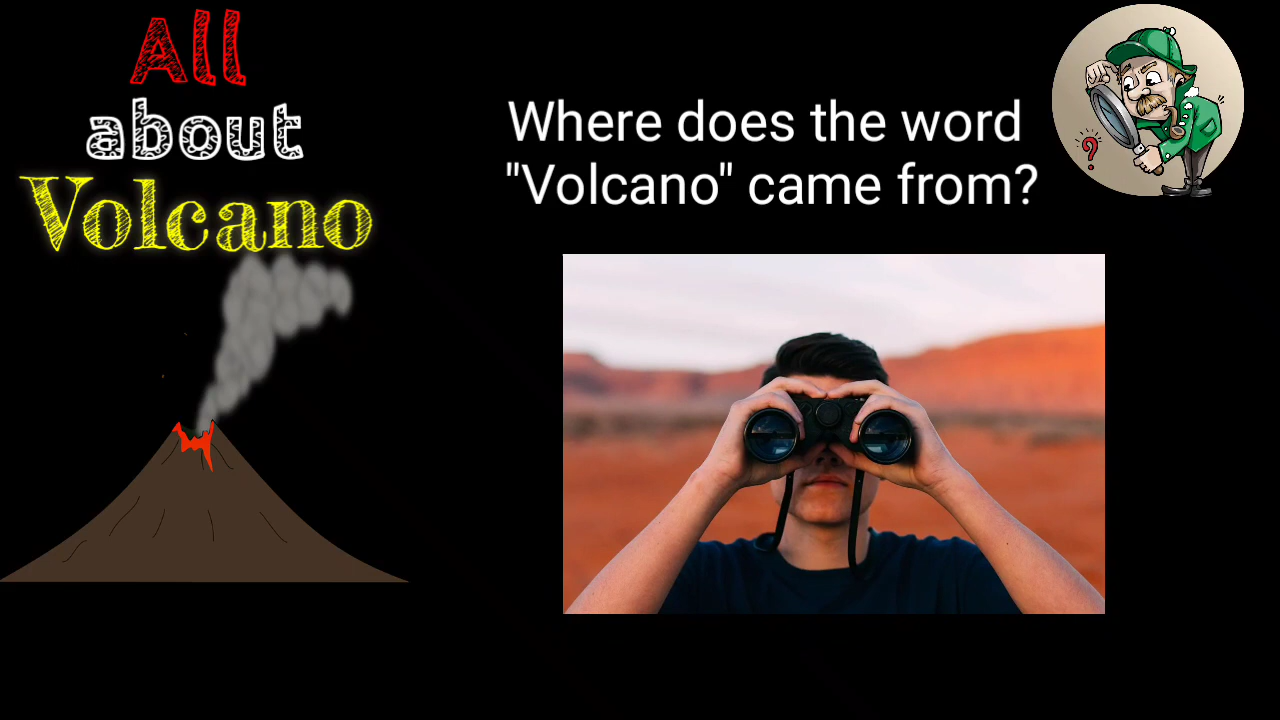 All
about
Volcano
Where does the word
"Volcano" came from?
?